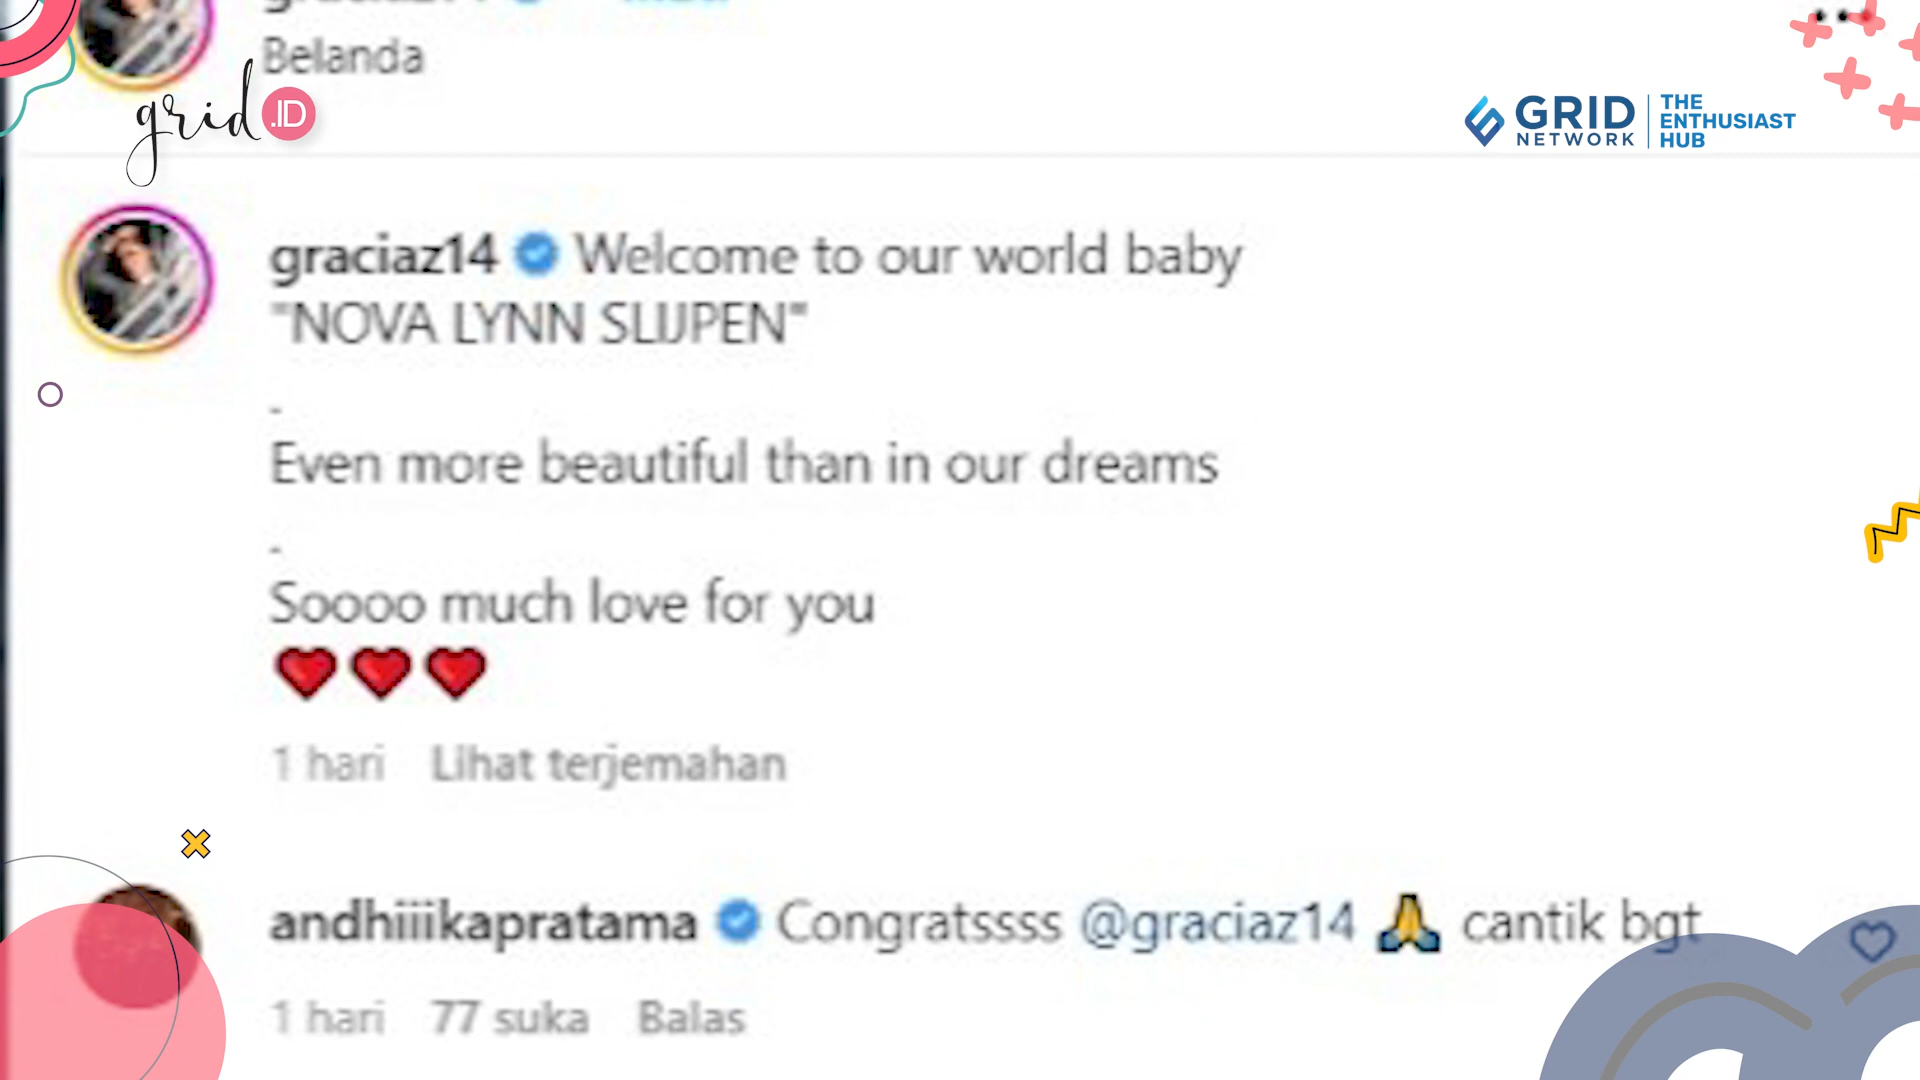 Belanda
grid .ID
GRID NETWORK
THE ENTHUSIAST HUB
graciaz14 Welcome to our world baby
"NOVA LYNN SLIJPEN"
-
Even more beautiful than in our dreams
-
Soooo much love for you
❤️❤️❤️
1 hari Lihat terjemahan
andhiiikapratama Congratssss @graciaz14 🙏 cantik bgt
1 hari 77 suka Balas